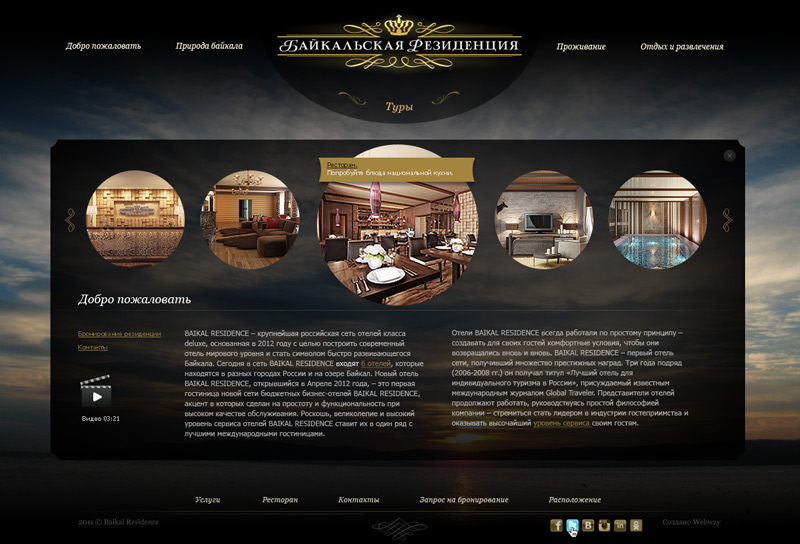 Добро пожаловать
Природа байкала
БАЙКАЛЬСКАЯ РЕЗИДЕНЦИЯ
Проживание
Отдых и развлечения
Туры
Ресторан.
Попробуйте блюда национальной кухни.
Добро пожаловать
Бронирование резиденции
Контакты
Видео 03:21
BAIKAL RESIDENCE – крупнейшая российская сеть отелей класса
deluxe, основанная в 2012 году с целью построить современный
отель мирового уровня и стать символом быстро развивающегося
Байкала. Сегодня в сеть BAIKAL RESIDENCE входят 6 отелей, которые
находятся в разных городах России и на озере Байкал. Новый отель
BAIKAL RESIDENCE, открывшийся в Апреле 2012 года, – это первая
гостиница новой сети бюджетных бизнес-отелей BAIKAL RESIDENCE,
акцент в которых сделан на простоту и функциональность при
высоком качестве обслуживания. Роскошь, великолепие и высокий
уровень сервиса отелей BAIKAL RESIDENCE ставит их в один ряд с
лучшими международными гостиницами.
Отели BAIKAL RESIDENCE всегда работали по простому принципу –
создавать для своих гостей комфортные условия, чтобы они
возвращались вновь и вновь. BAIKAL RESIDENCE – первый отель
сети, получивший множество престижных наград. Три года подряд
(2006-2008 гг.) он получал титул «Лучший отель для
индивидуального туризма в России», присуждаемый известным
международным журналом Global Traveler. Представители отелей
продолжают работать, руководствуясь простой философией
компании – стремиться стать лидером в индустрии гостеприимства и
оказывать высочайший уровень сервиса своим гостям.
Услуги
Ресторан
Контакты
Запрос на бронирование
Расположение
2011 © Baikal Residence
Создано Webway